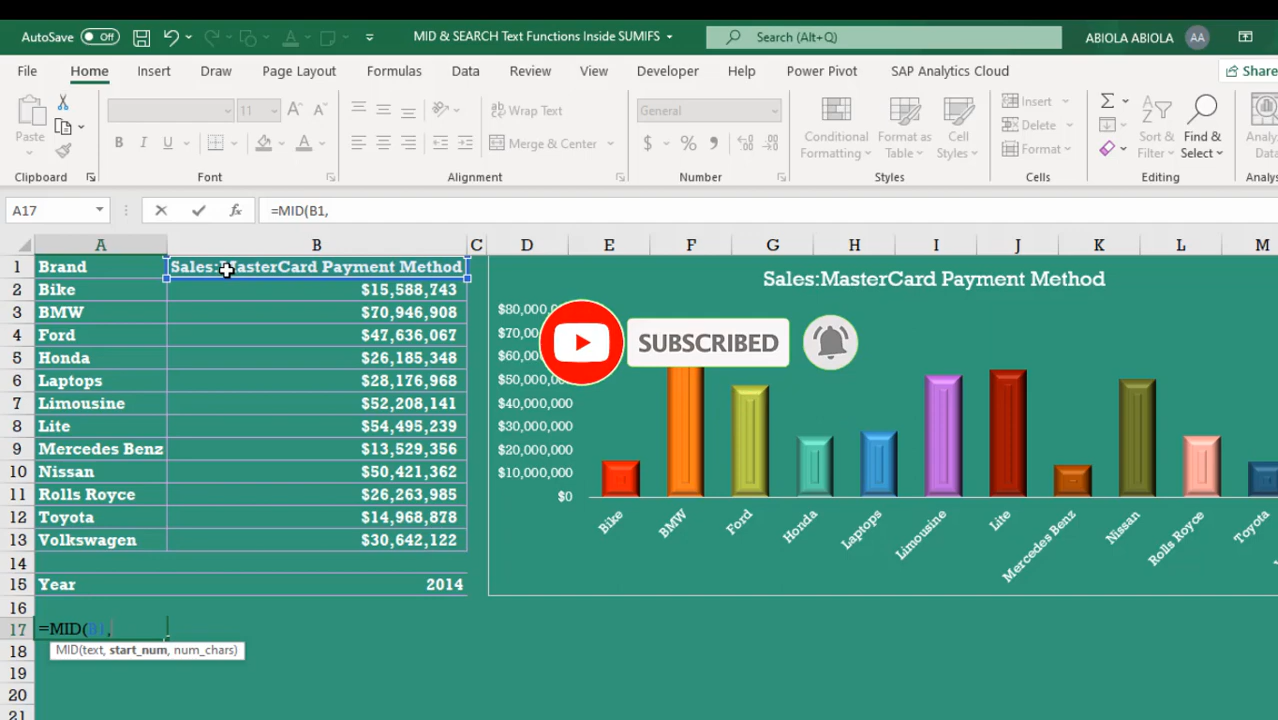 AutoSave Off MID & SEARCH Text Functions Inside SUMIFS Search (Alt+Q) ABIOLA ABIOLA AA
File Home Insert Draw Page Layout Formulas Data Review View Developer Help Power Pivot SAP Analytics Cloud Share
Paste 11 A A Wrap Text General Conditional Formatting Format as Table Cell Styles Insert Sort & Filter Find & Select Analy Data
B I U A Merge & Center $ % Delete Format
Clipboard Font Alignment Number Styles Cells Editing Analys
A17 fx =MID(B1,
A B C D E F G H I J K L M
1 Brand Sales:MasterCard Payment Method
2 Bike $15,588,743
3 BMW $70,946,908
4 Ford $47,636,067
5 Honda $26,185,348
6 Laptops $28,176,968
7 Limousine $52,208,141
8 Lite $54,495,239
9 Mercedes Benz $13,529,356
10 Nissan $50,421,362
11 Rolls Royce $26,263,985
12 Toyota $14,968,878
13 Volkswagen $30,642,122
14
15 Year 2014
16
17 =MID(B1,
18 MID(text, start_num, num_chars)
19
20
21
Sales:MasterCard Payment Method
$80,000,
$70,
$60,
$50,000,000
$40,000,000
$30,000,000
$20,000,000
$10,000,000
$0
Bike BMW Ford Honda Laptops Limousine Lite Mercedes Benz Nissan Rolls Royce Toyota
SUBSCRIBED